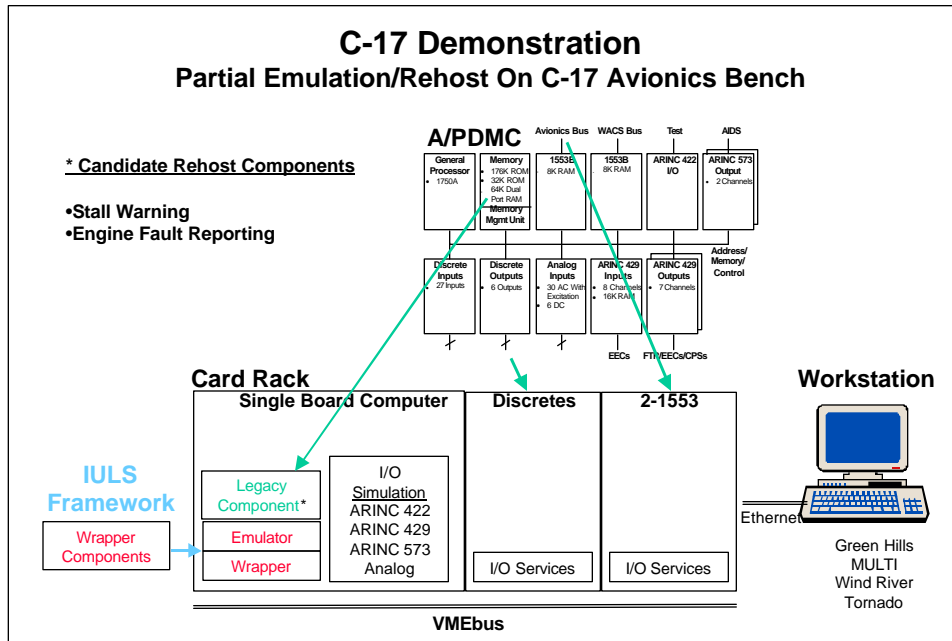 C-17 Demonstration
Partial Emulation/Rehost On C-17 Avionics Bench
* Candidate Rehost Components
•Stall Warning
•Engine Fault Reporting
A/PDMC
Avionics Bus
WACS Bus
Test
AIDS
General
Processor
• 1750A
Memory
• 176K ROM
• 32K ROM
64K Dual
Port RAM
Memory
Mgmt Unit
1553B
• 8K RAM
1553B
8K RAM
ARINC 422
I/O
ARINC 573
Output
• 2 Channels
Address/
Memory/
Control
Discrete
Inputs
• 27 Inputs
Discrete
Outputs
• 6 Outputs
Analog
Inputs
• 30 AC With
Excitation
• 6 DC
ARINC 429
Inputs
• 8 Channels
• 16K RAM
ARINC 429
Outputs
• 7 Channels
EECs
FTR/EECs/CPSs
Card Rack
Single Board Computer
Discretes
2-1553
Workstation
IULS
Framework
Wrapper
Components
Legacy
Component*
Emulator
Wrapper
I/O
Simulation
ARINC 422
ARINC 429
ARINC 573
Analog
I/O Services
I/O Services
Ethernet
Green Hills
MULTI
Wind River
Tornado
VMEbus